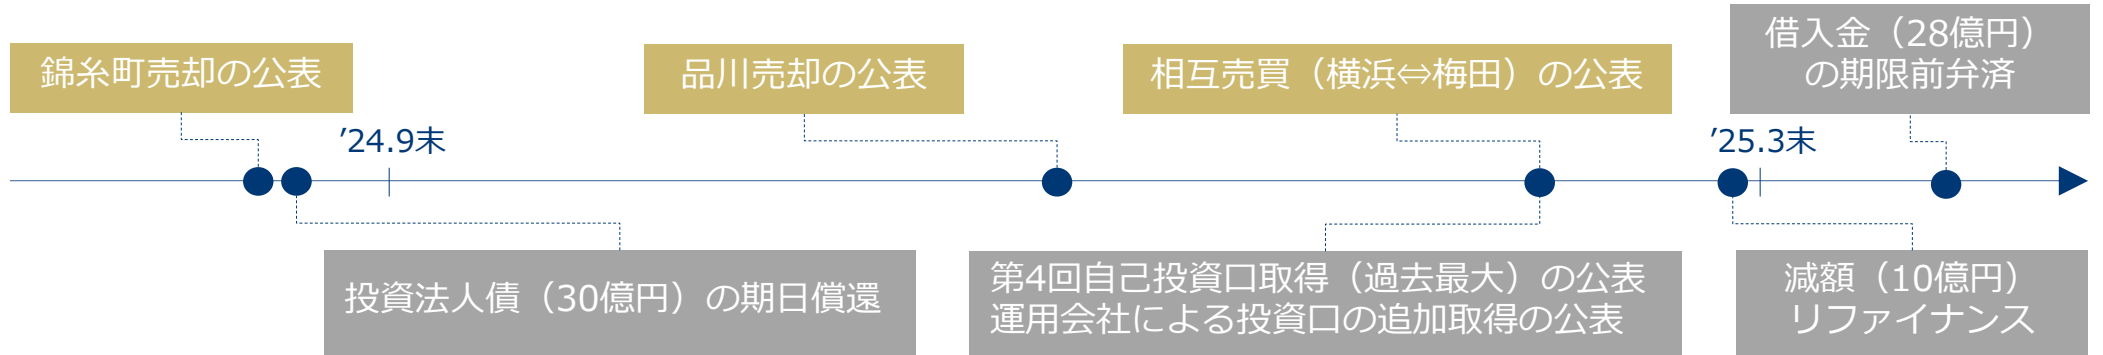 錦糸町売却の公表
品川売却の公表
相互売買（横浜⇔梅田）の公表
借入金（28億円）
の期限前弁済
’24.9末
’25.3末
投資法人債（30億円）の期日償還
第4回自己投資口取得（過去最大）の公表
運用会社による投資口の追加取得の公表
減額（10億円）
リファイナンス